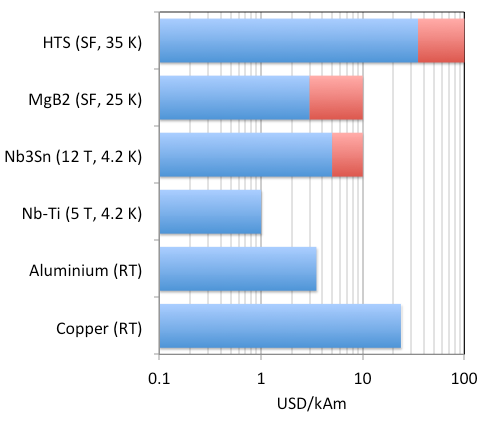 HTS (SF, 35 K)
MgB2 (SF, 25 K)
Nb3Sn (12 T, 4.2 K)
Nb-Ti (5 T, 4.2 K)
Aluminium (RT)
Copper (RT)
0.1 1 10 100
USD/kAm